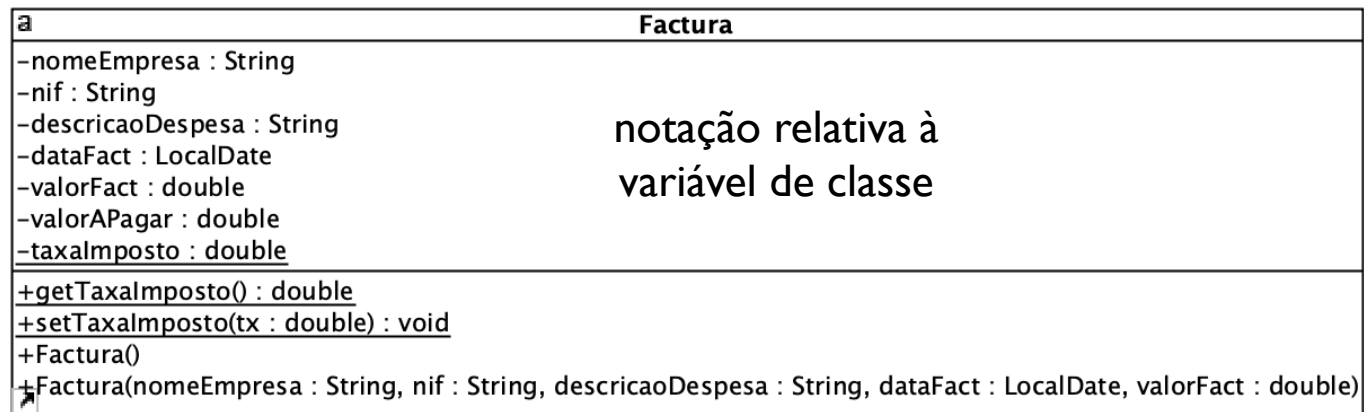 a
Factura
-nomeEmpresa : String
-nif : String
-descricaoDespesa : String
-dataFact : LocalDate
-valorFact : double
-valorAPagar : double
-taxaImposto : double
notação relativa à
variável de classe
+getTaxaImposto() : double
+setTaxaImposto(tx : double) : void
+Factura()
+Factura(nomeEmpresa : String, nif : String, descricaoDespesa : String, dataFact : LocalDate, valorFact : double)